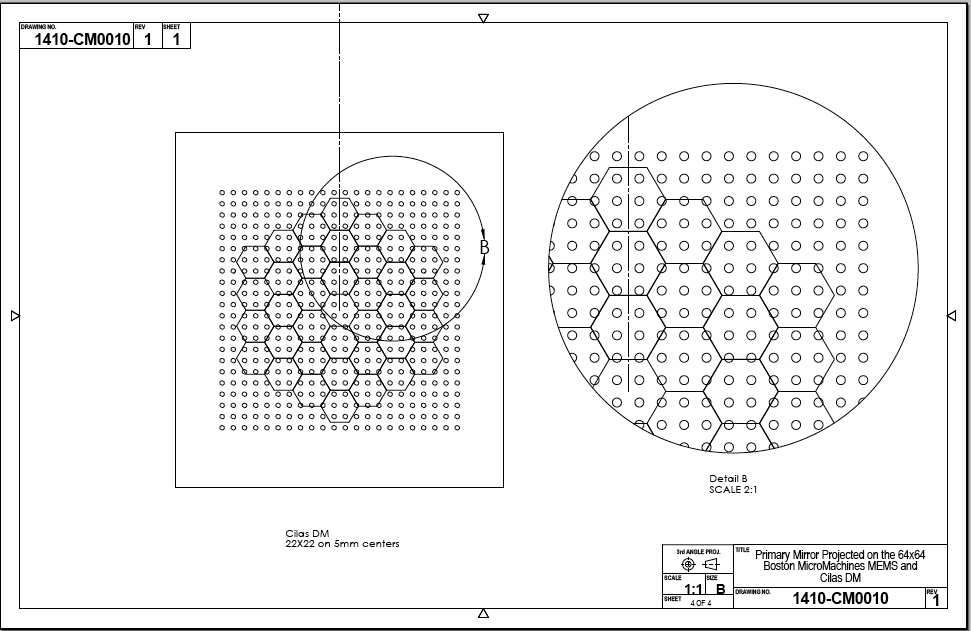 DRAWING NO. REV SHEET
1410-CM0010 1 1
B
Detail B
SCALE 2:1
Cilas DM
22X22 on 5mm centers
3rd ANGLE PROJ.
TITLE
Primary Mirror Projected on the 64x64
Boston MicroMachines MEMS and
Cilas DM
SCALE 1:1
SIZE B
SHEET 4 OF 4
DRAWING NO. 1410-CM0010
REV 1